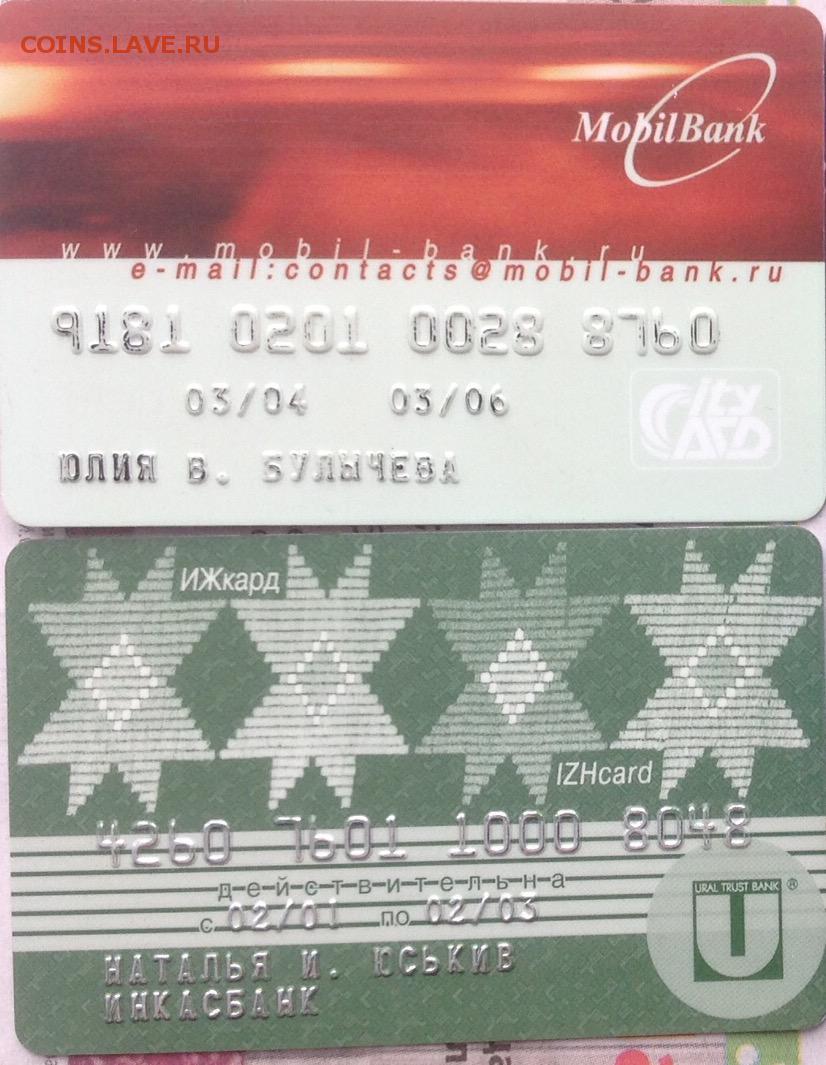 COINS.LAVE.RU
MobilBank
www.mobil-bank.ru
e-mail:contacts@mobil-bank.ru
9181 0201 0028 8760
03/04 03/06
city card
ЮЛИЯ В. БУЛЫЧЕВА
ИЖкард
IZHcard
4260 7601 1000 8048
действительна
URAL TRUST BANK ®
с 02/01 по 02/03
НАТАЛЬЯ И. ЮСЬКИВ
ИНКАСБАНК